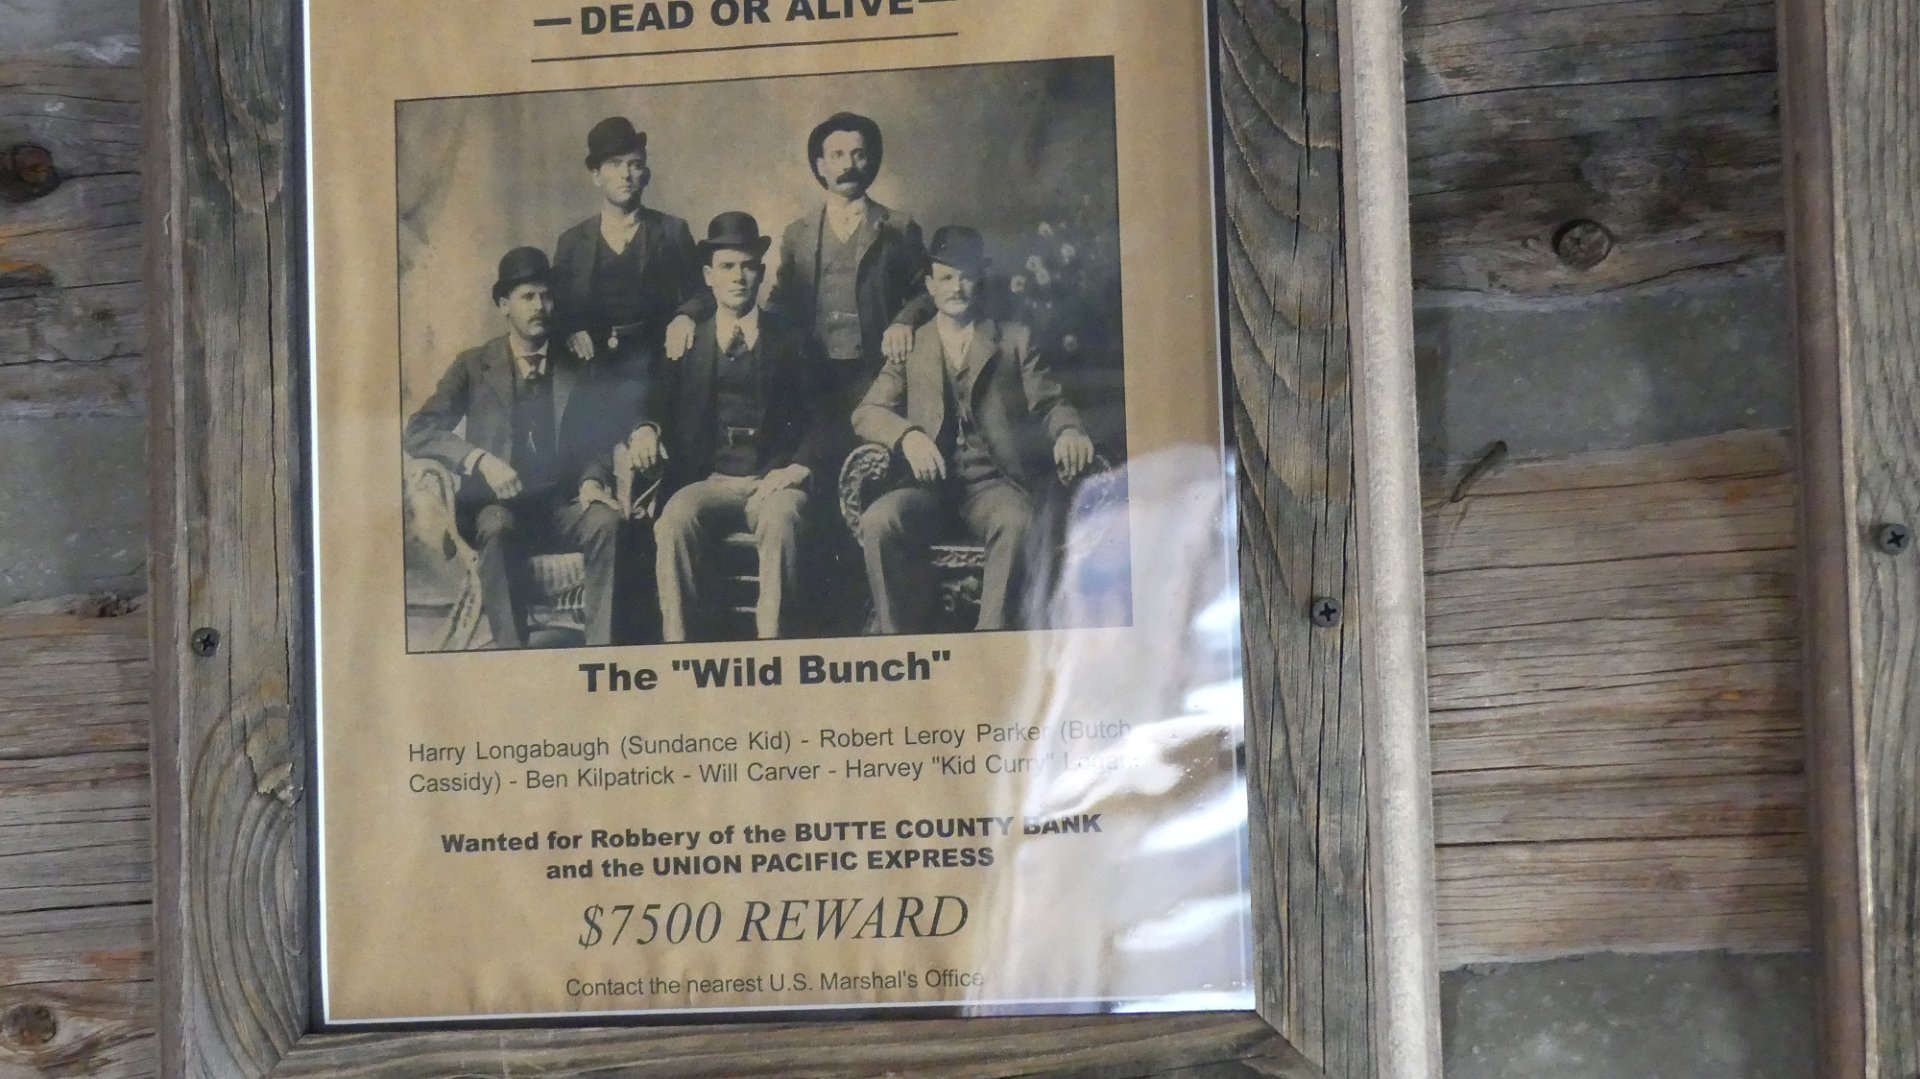 —DEAD OR ALIVE—
The "Wild Bunch"
Harry Longabaugh (Sundance Kid) - Robert Leroy Parker (Butch
Cassidy) - Ben Kilpatrick - Will Carver - Harvey "Kid Curry" Logan
Wanted for Robbery of the BUTTE COUNTY BANK
and the UNION PACIFIC EXPRESS
$7500 REWARD
Contact the nearest U.S. Marshal's Office